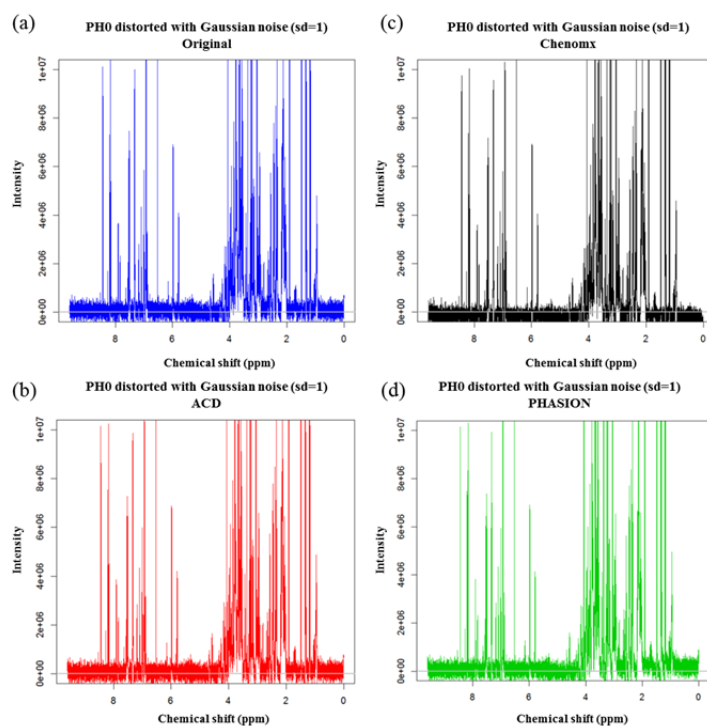 (a)
PH0 distorted with Gaussian noise (sd=1)
Original
Intensity
1e+07
8e+06
6e+06
4e+06
2e+06
0e+00
8 6 4 2 0
Chemical shift (ppm)
(c)
PH0 distorted with Gaussian noise (sd=1)
Chenomx
Intensity
1e+07
8e+06
6e+06
4e+06
2e+06
0e+00
8 6 4 2 0
Chemical shift (ppm)
(b)
PH0 distorted with Gaussian noise (sd=1)
ACD
Intensity
1e+07
8e+06
6e+06
4e+06
2e+06
0e+00
8 6 4 2 0
Chemical shift (ppm)
(d)
PH0 distorted with Gaussian noise (sd=1)
PHASION
Intensity
1e+07
8e+06
6e+06
4e+06
2e+06
0e+00
8 6 4 2 0
Chemical shift (ppm)